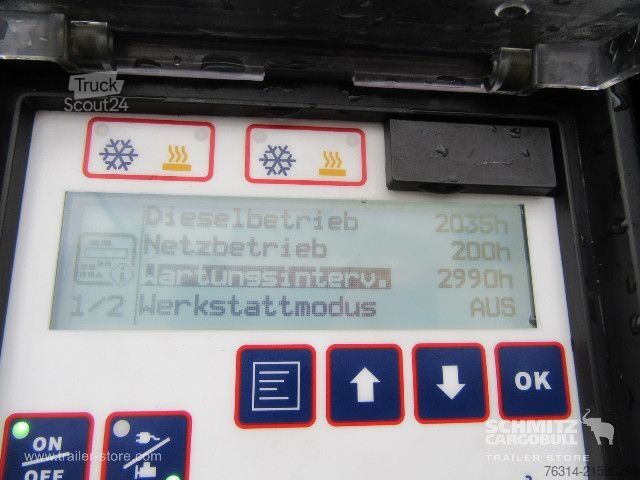 Truck
Scout24
Dieselbetrieb 2035h
Netzbetrieb 200h
Wartungsinterv. 2990h
1/2 Werkstattmodus AUS
OK
ON
OFF
SCHMITZ
CARGOBULL
TRAILER STORE
www.trailer-store.com